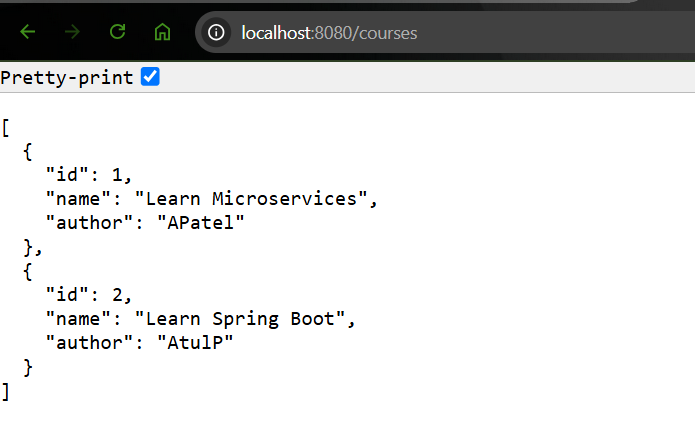 localhost:8080/courses
Pretty-print
[
  {
    "id": 1,
    "name": "Learn Microservices",
    "author": "APatel"
  },
  {
    "id": 2,
    "name": "Learn Spring Boot",
    "author": "AtulP"
  }
]